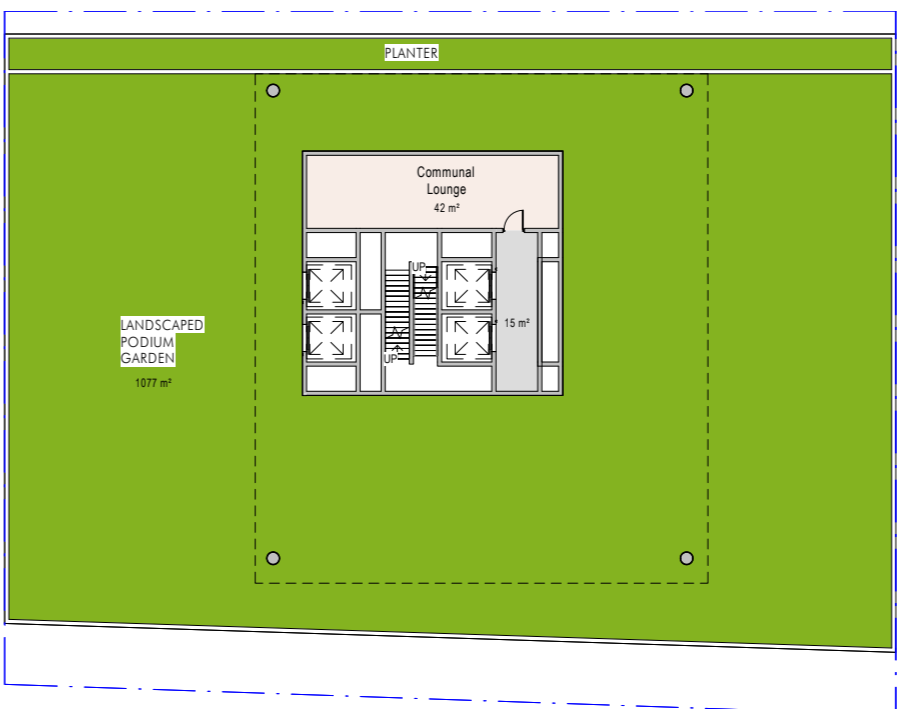 PLANTER
Communal
Lounge
42 m²
UP
15 m²
LANDSCAPED
PODIUM
GARDEN
1077 m²
UP